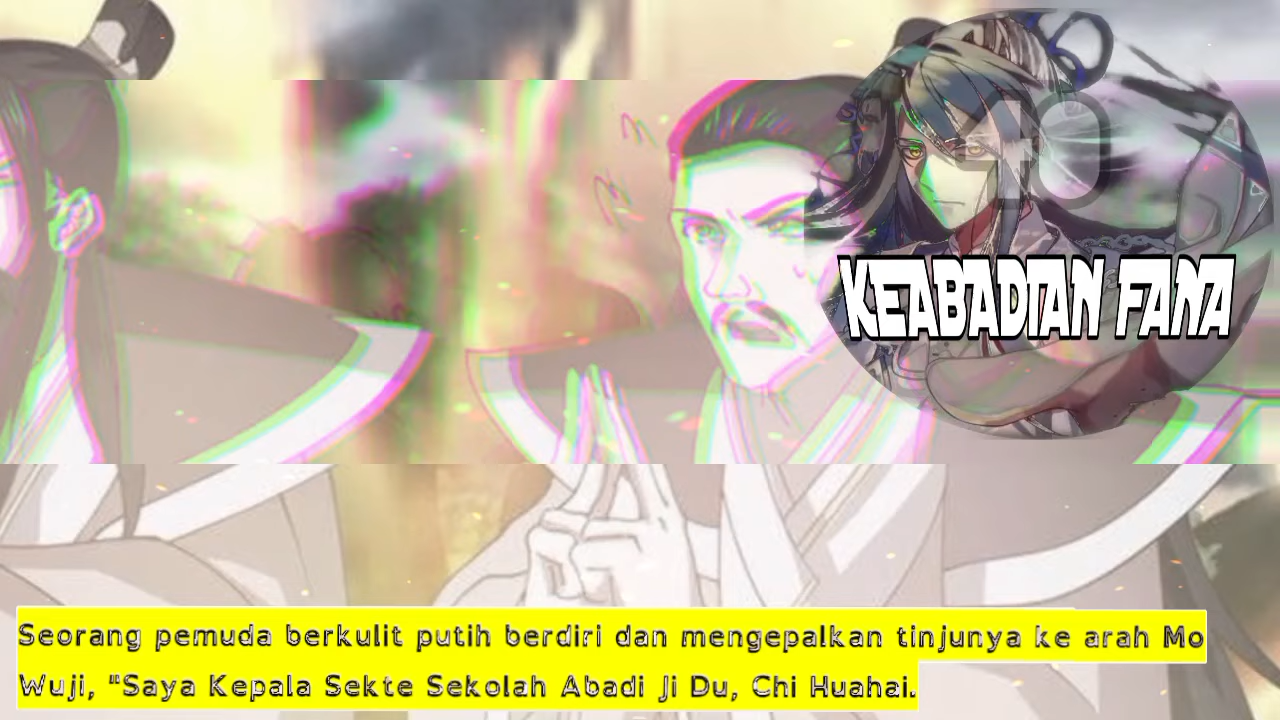 KEABADIAN FANA
Seorang pemuda berkulit putih berdiri dan mengepalkan tinjunya ke arah Mo
Wuji, "Saya Kepala Sekte Sekolah Abadi Ji Du, Chi Huahai.